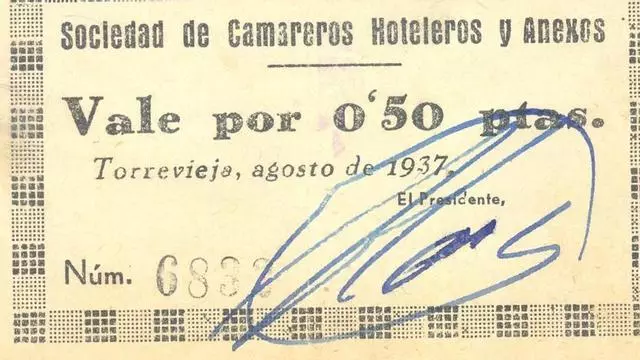 Sociedad de Camareros Hoteleros y Anexos
Vale por 0'50 ptas.
Torrevieja, agosto de 1937.
El Presidente,
Núm.